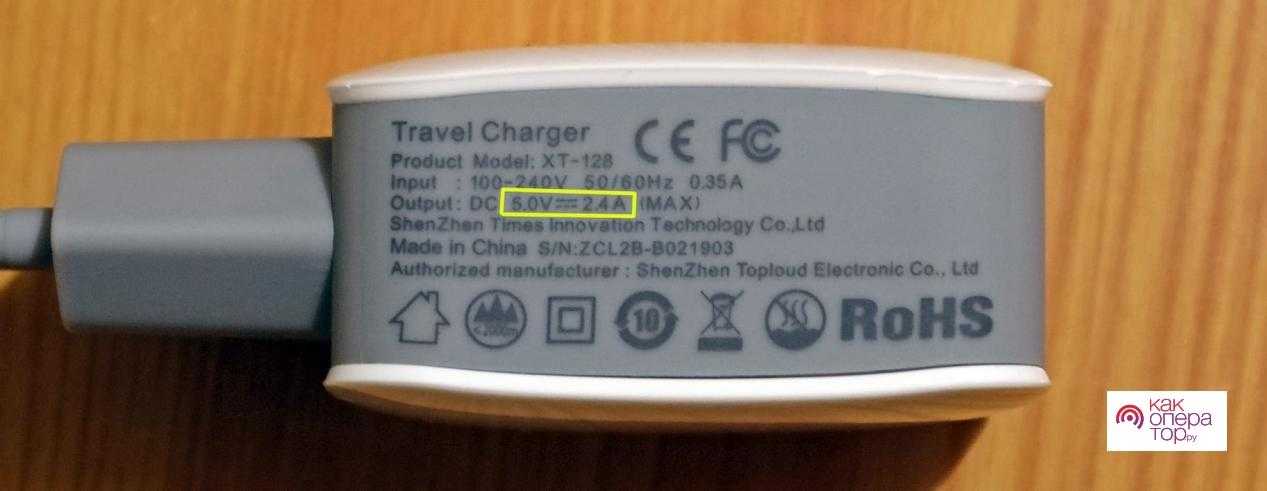 Travel Charger CE FC
Product Model: XT-128
Input : 100-240V 50/60Hz 0.35A
Output: DC 5.0V⎓2.4A (MAX)
ShenZhen Times Innovation Technology Co.,Ltd
Made in China S/N:ZCL2B-B021903
Authorized manufacturer : ShenZhen Toploud Electronic Co., Ltd
<2000m 10 RoHS
как
опера
тор.ру